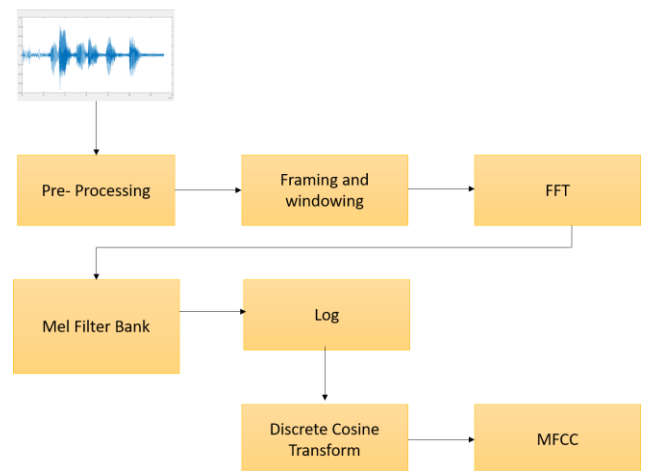 Pre- Processing
Framing and
windowing
FFT
Mel Filter Bank
Log
Discrete Cosine
Transform
MFCC